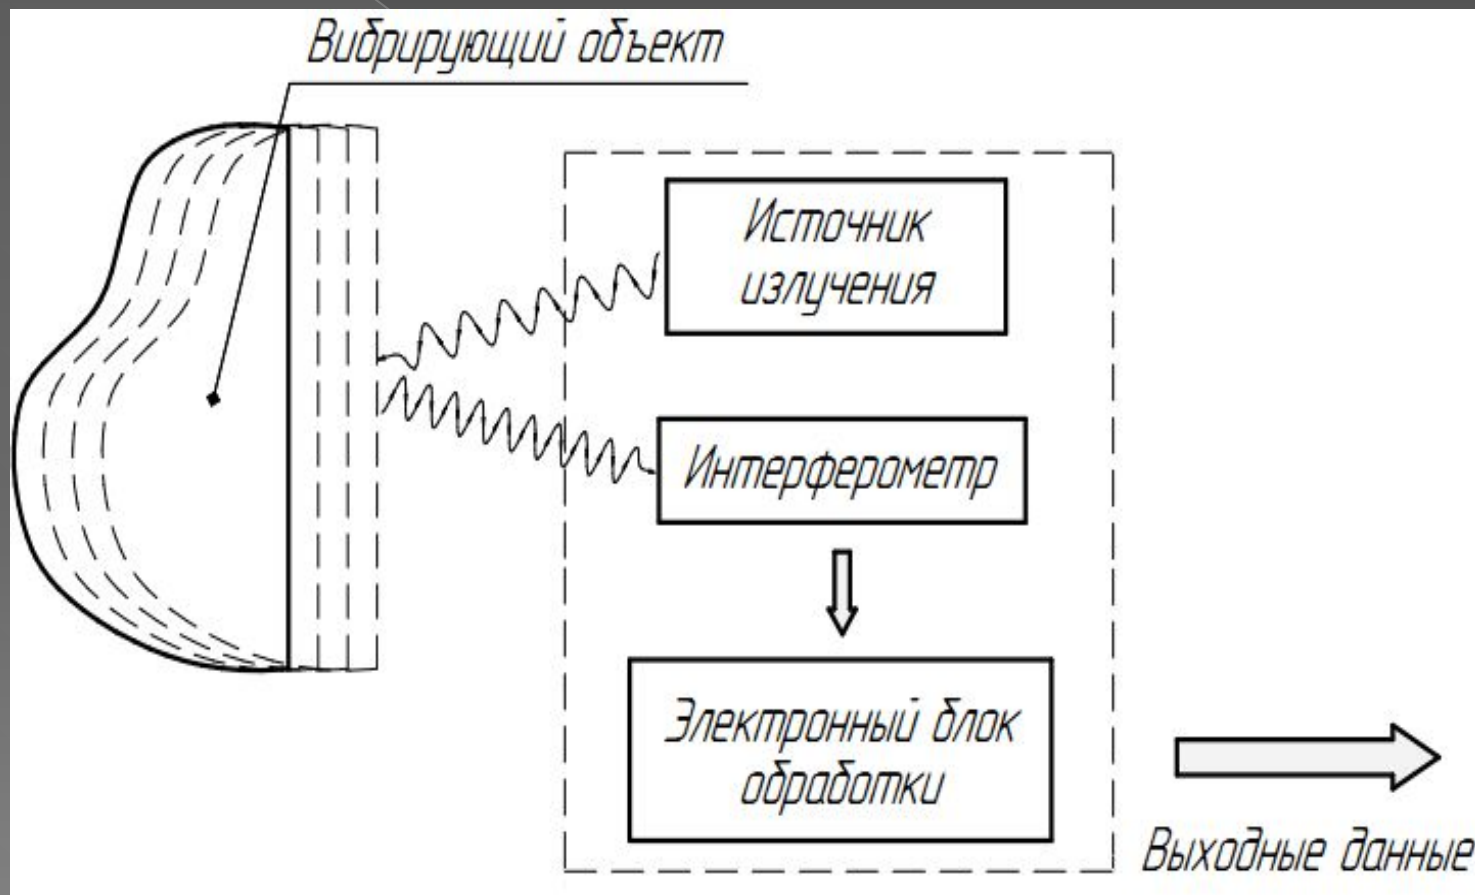 Вибрирующий объект
Источник
излучения
Интерферометр
Электронный блок
обработки
Выходные данные